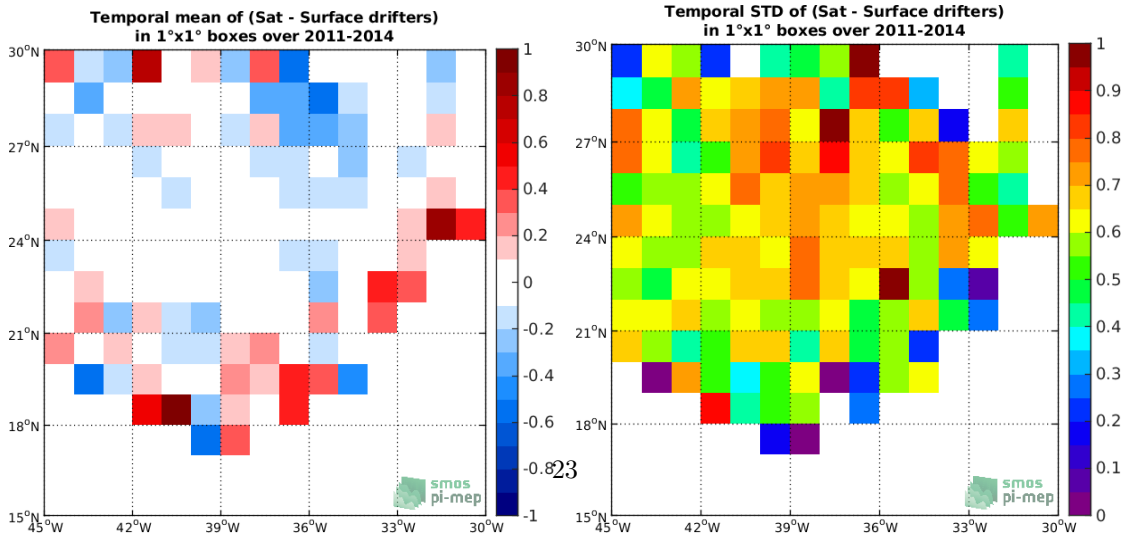 Temporal mean of (Sat - Surface drifters)
in 1°x1° boxes over 2011-2014
30°N
27°N
24°N
21°N
18°N
15°N
45°W
42°W
39°W
36°W
33°W
30°W
1
0.8
0.6
0.4
0.2
0
-0.2
-0.4
-0.6
-0.8
-1
smos
pi-mep
23
Temporal STD of (Sat - Surface drifters)
in 1°x1° boxes over 2011-2014
30°N
27°N
24°N
21°N
18°N
15°N
45°W
42°W
39°W
36°W
33°W
30°W
1
0.9
0.8
0.7
0.6
0.5
0.4
0.3
0.2
0.1
0
smos
pi-mep